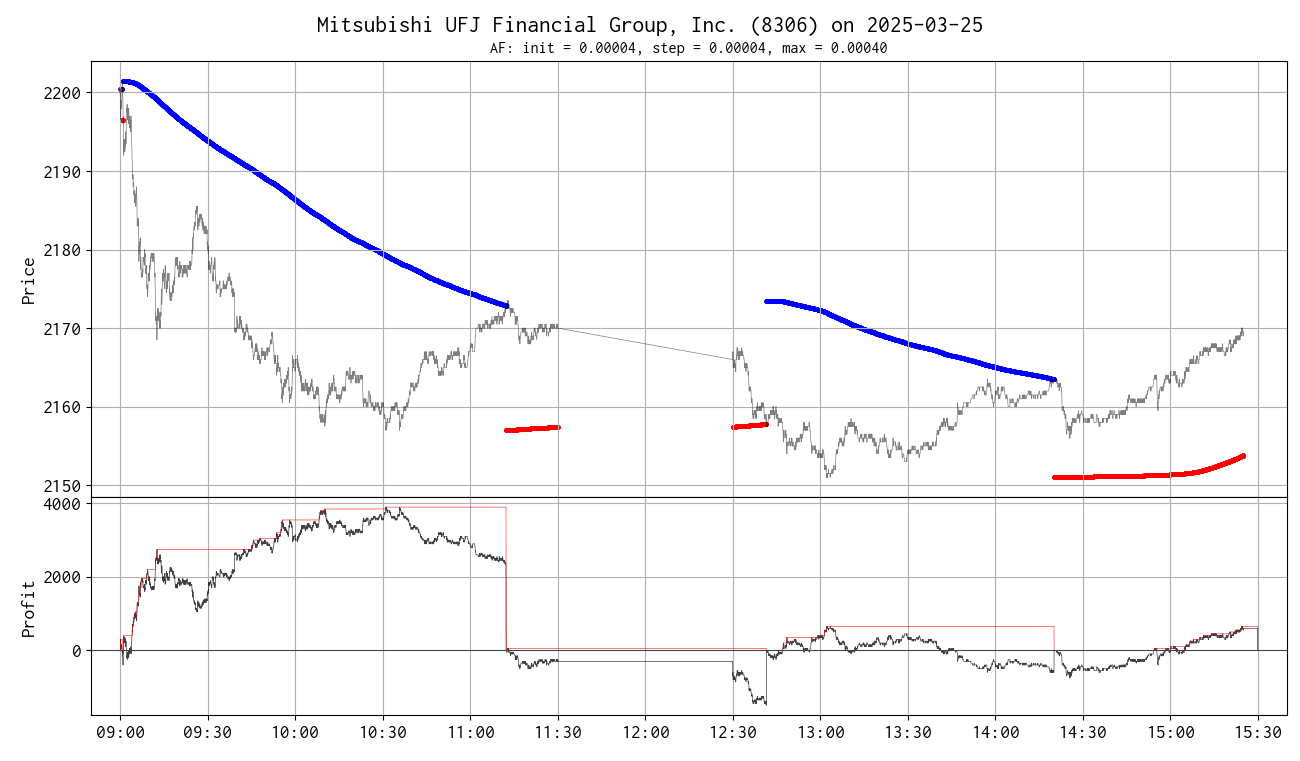 Mitsubishi UFJ Financial Group, Inc. (8306) on 2025-03-25
AF: init = 0.00004, step = 0.00004, max = 0.00040
Price
2200
2190
2180
2170
2160
2150
Profit
4000
2000
0
09:00 09:30 10:00 10:30 11:00 11:30 12:00 12:30 13:00 13:30 14:00 14:30 15:00 15:30